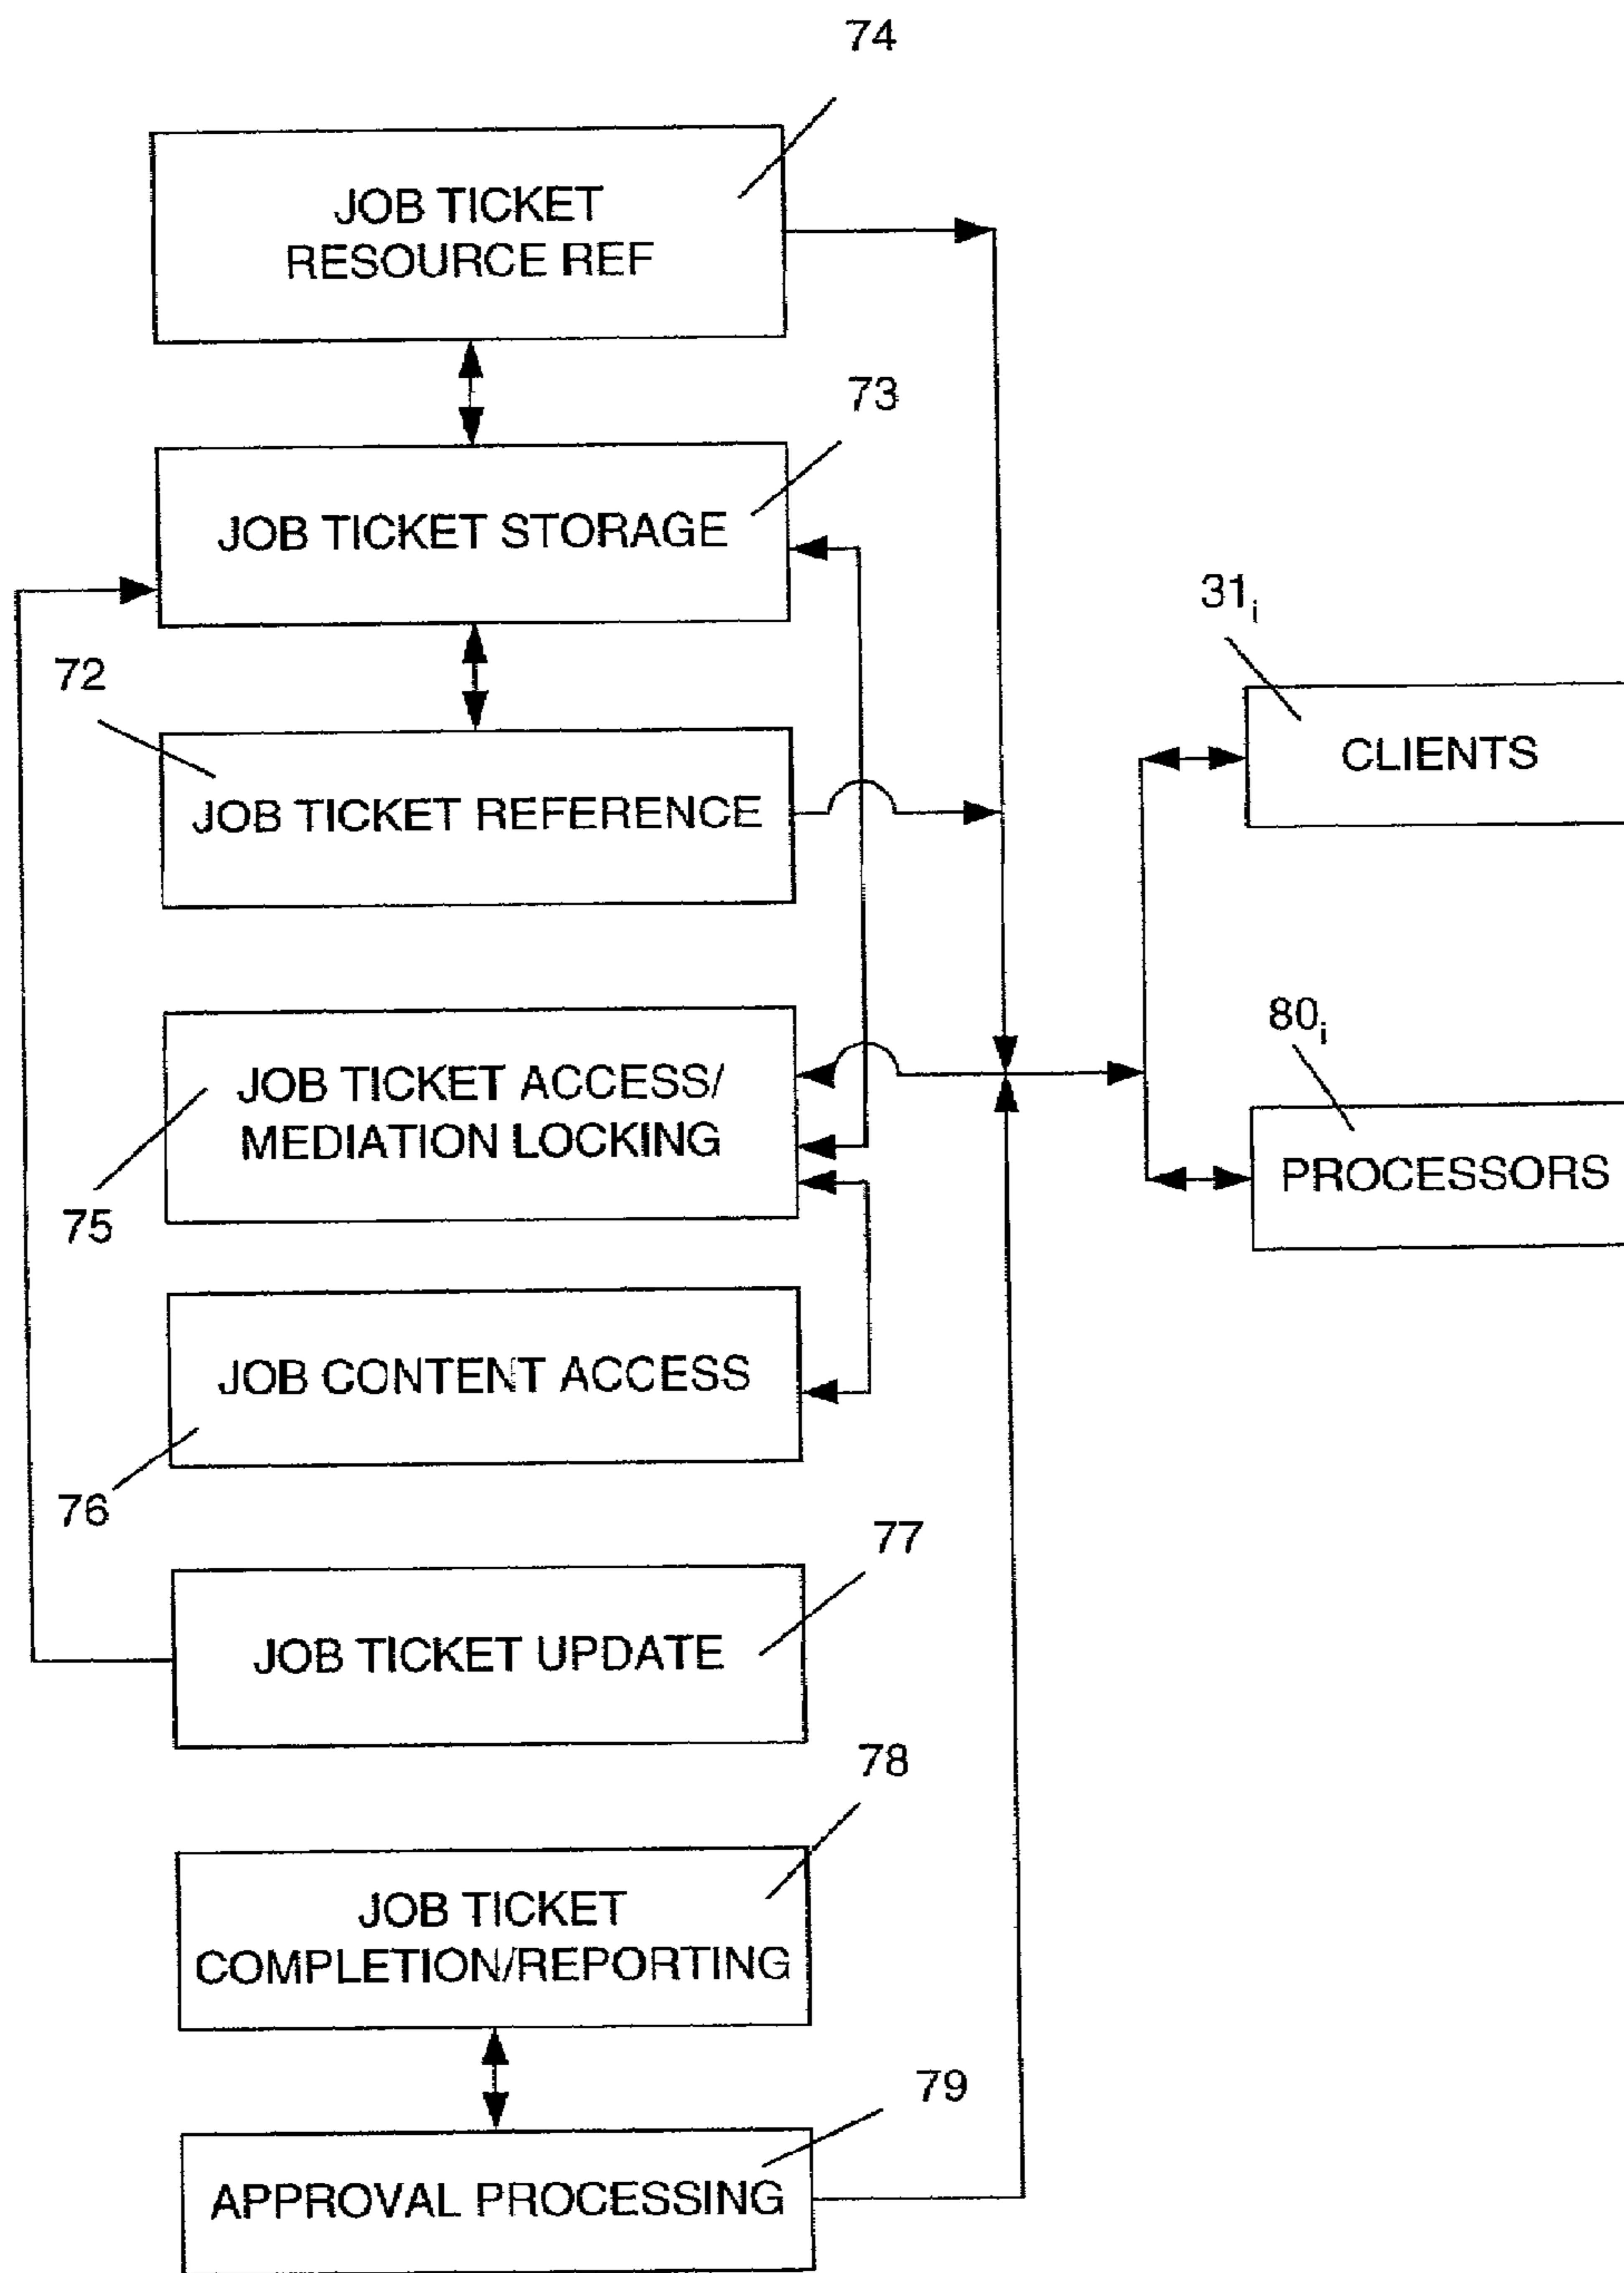 74
JOB TICKET
RESOURCE REF
73
JOB TICKET STORAGE
72
JOB TICKET REFERENCE
31i
CLIENTS
80i
PROCESSORS
JOB TICKET ACCESS/
MEDIATION LOCKING
75
JOB CONTENT ACCESS
76
77
JOB TICKET UPDATE
78
JOB TICKET
COMPLETION/REPORTING
79
APPROVAL PROCESSING